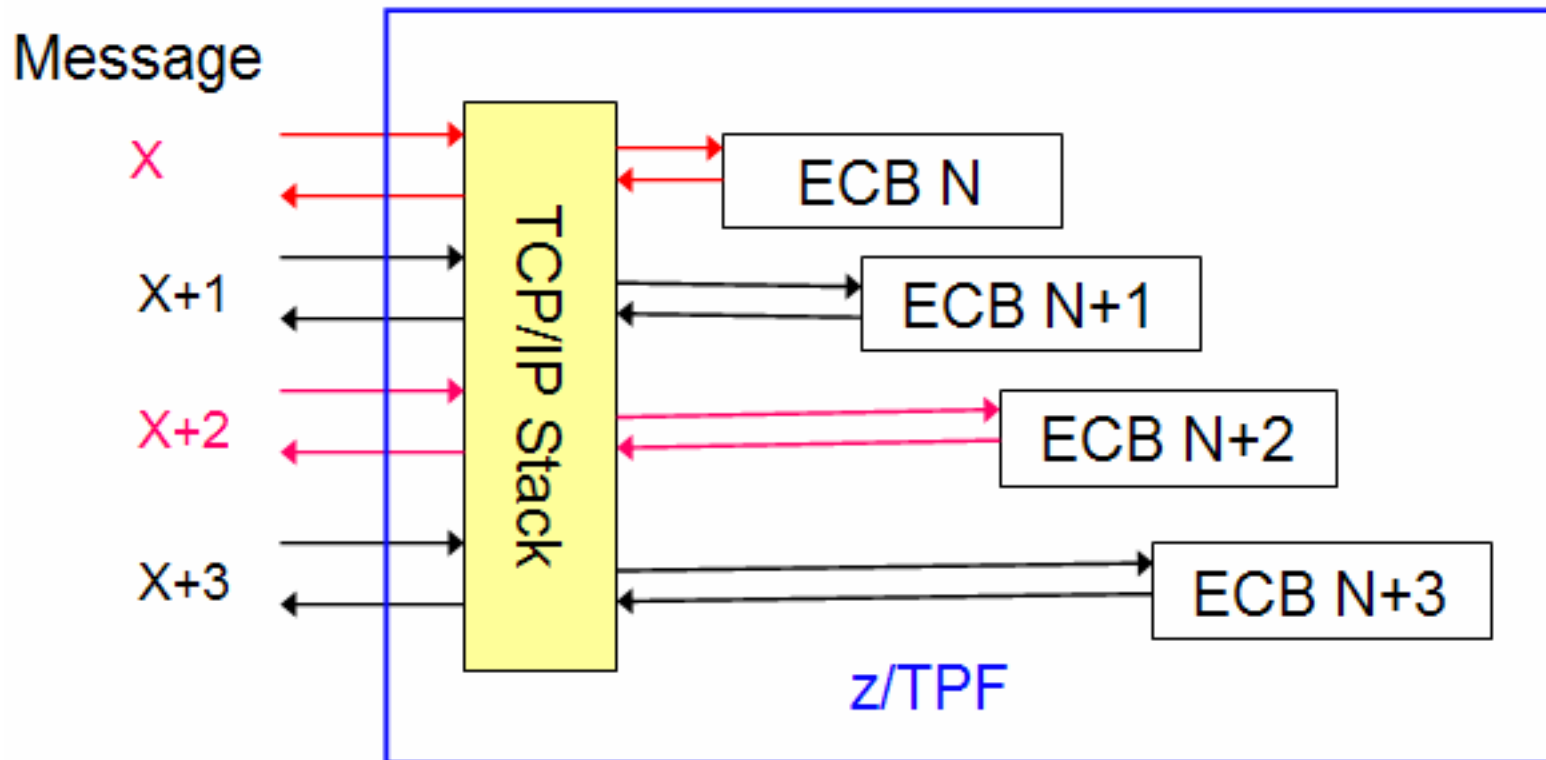 Message
X
X+1
X+2
X+3
TCP/IP Stack
ECB N
ECB N+1
ECB N+2
ECB N+3
z/TPF